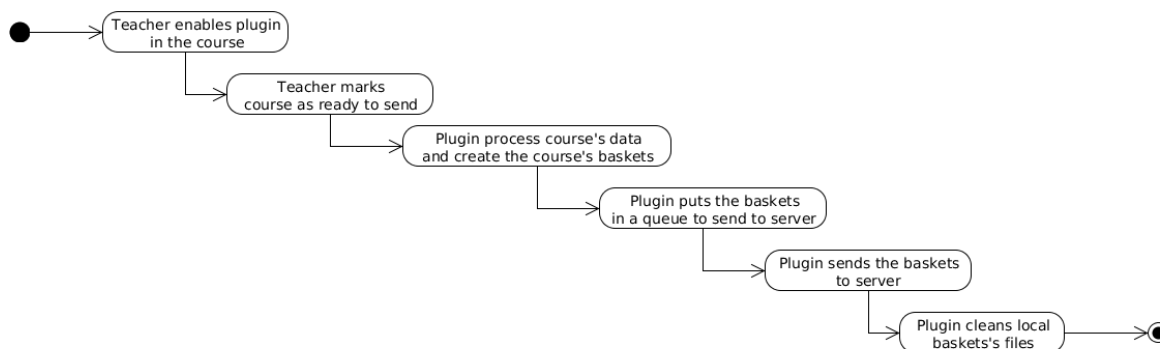 Teacher enables plugin
in the course
Teacher marks
course as ready to send
Plugin process course's data
and create the course's baskets
Plugin puts the baskets
in a queue to send to server
Plugin sends the baskets
to server
Plugin cleans local
baskets's files